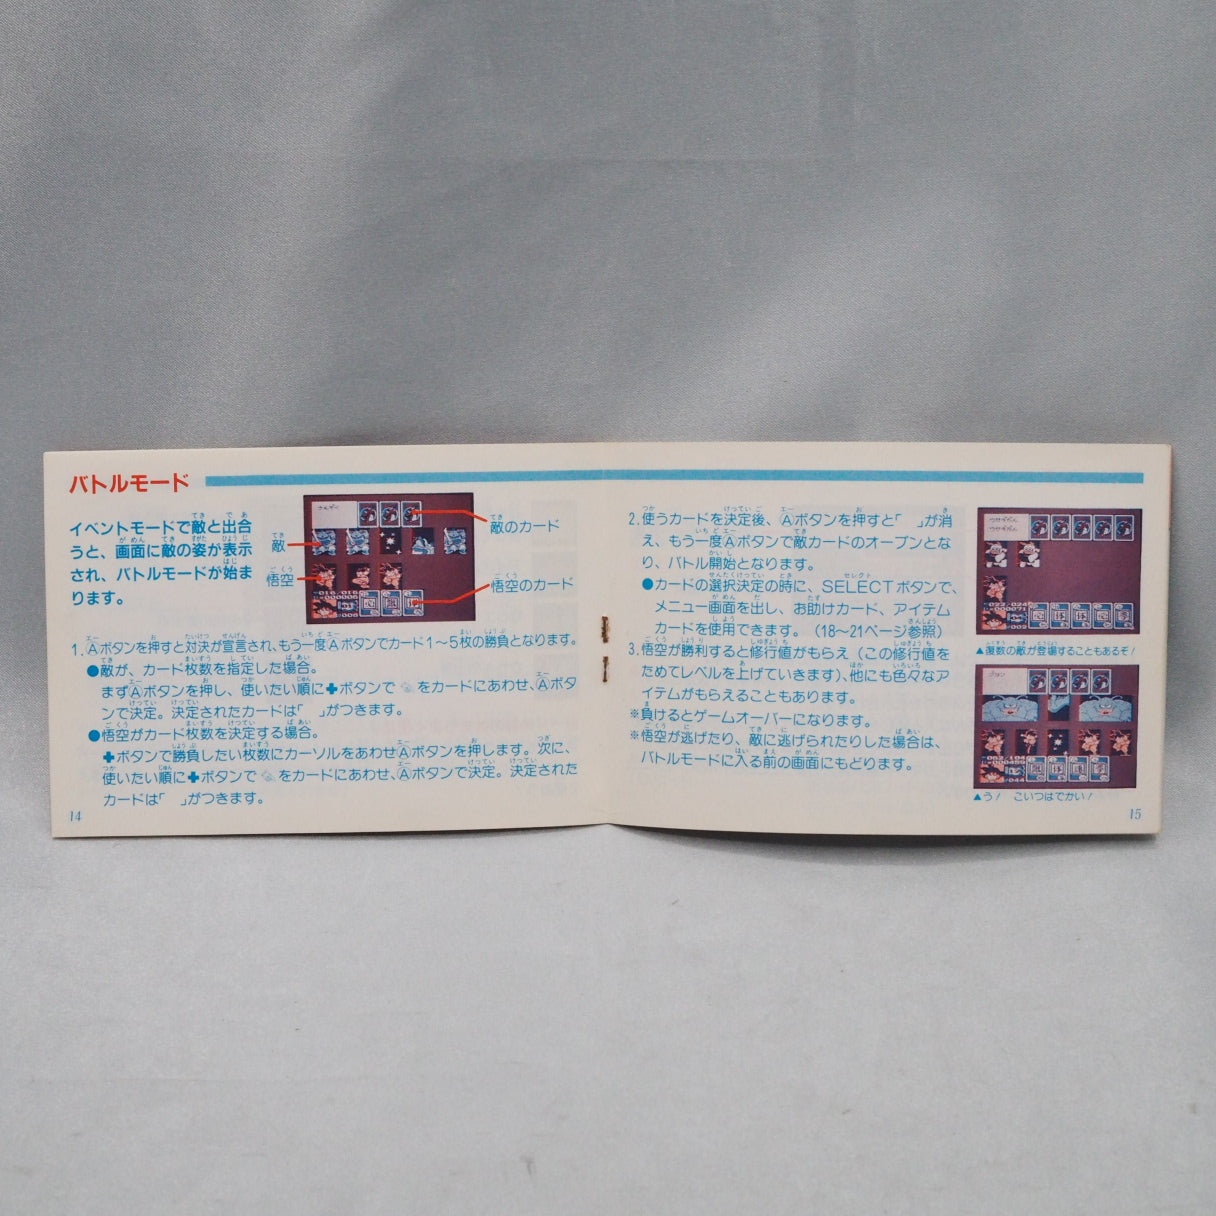 バトルモード
イベントモードで敵と出合
うと、画面に敵の姿が表示
され、バトルモードが始ま
ります。
敵
悟空
敵のカード
悟空のカード
1.Ⓐボタンを押すと対決が宣言され、もう一度Ⓐボタンでカード1〜5枚の勝負となります。
●敵が、カード枚数を指定した場合。
まずⒶボタンを押し、使いたい順に✚ボタンで をカードにあわせ、Ⓐボタ
ンで決定。決定されたカードは「 」がつきます。
●悟空がカード枚数を決定する場合。
✚ボタンで勝負したい枚数にカーソルをあわせⒶボタンを押します。次に、
使いたい順に✚ボタンで をカードにあわせ、Ⓐボタンで決定。決定された
カードは「 」がつきます。
14
2.使うカードを決定後、Ⓐボタンを押すと「 」が消
え、もう一度Ⓐボタンで敵カードのオープンとな
り、バトル開始となります。
●カードの選択決定の時に、SELECTボタンで、
メニュー画面を出し、お助けカード、アイテム
カードを使用できます。(18〜21ページ参照)
3.悟空が勝利すると修行値がもらえ(この修行値を
ためてレベルを上げていきます)、他にも色々なア
イテムがもらえることもあります。
※負けるとゲームオーバーになります。
※悟空が逃げたり、敵に逃げられたりした場合は、
バトルモードに入る前の画面にもどります。
▲複数の敵が登場することもあるぞ!
▲う! こいつはでかい!
15